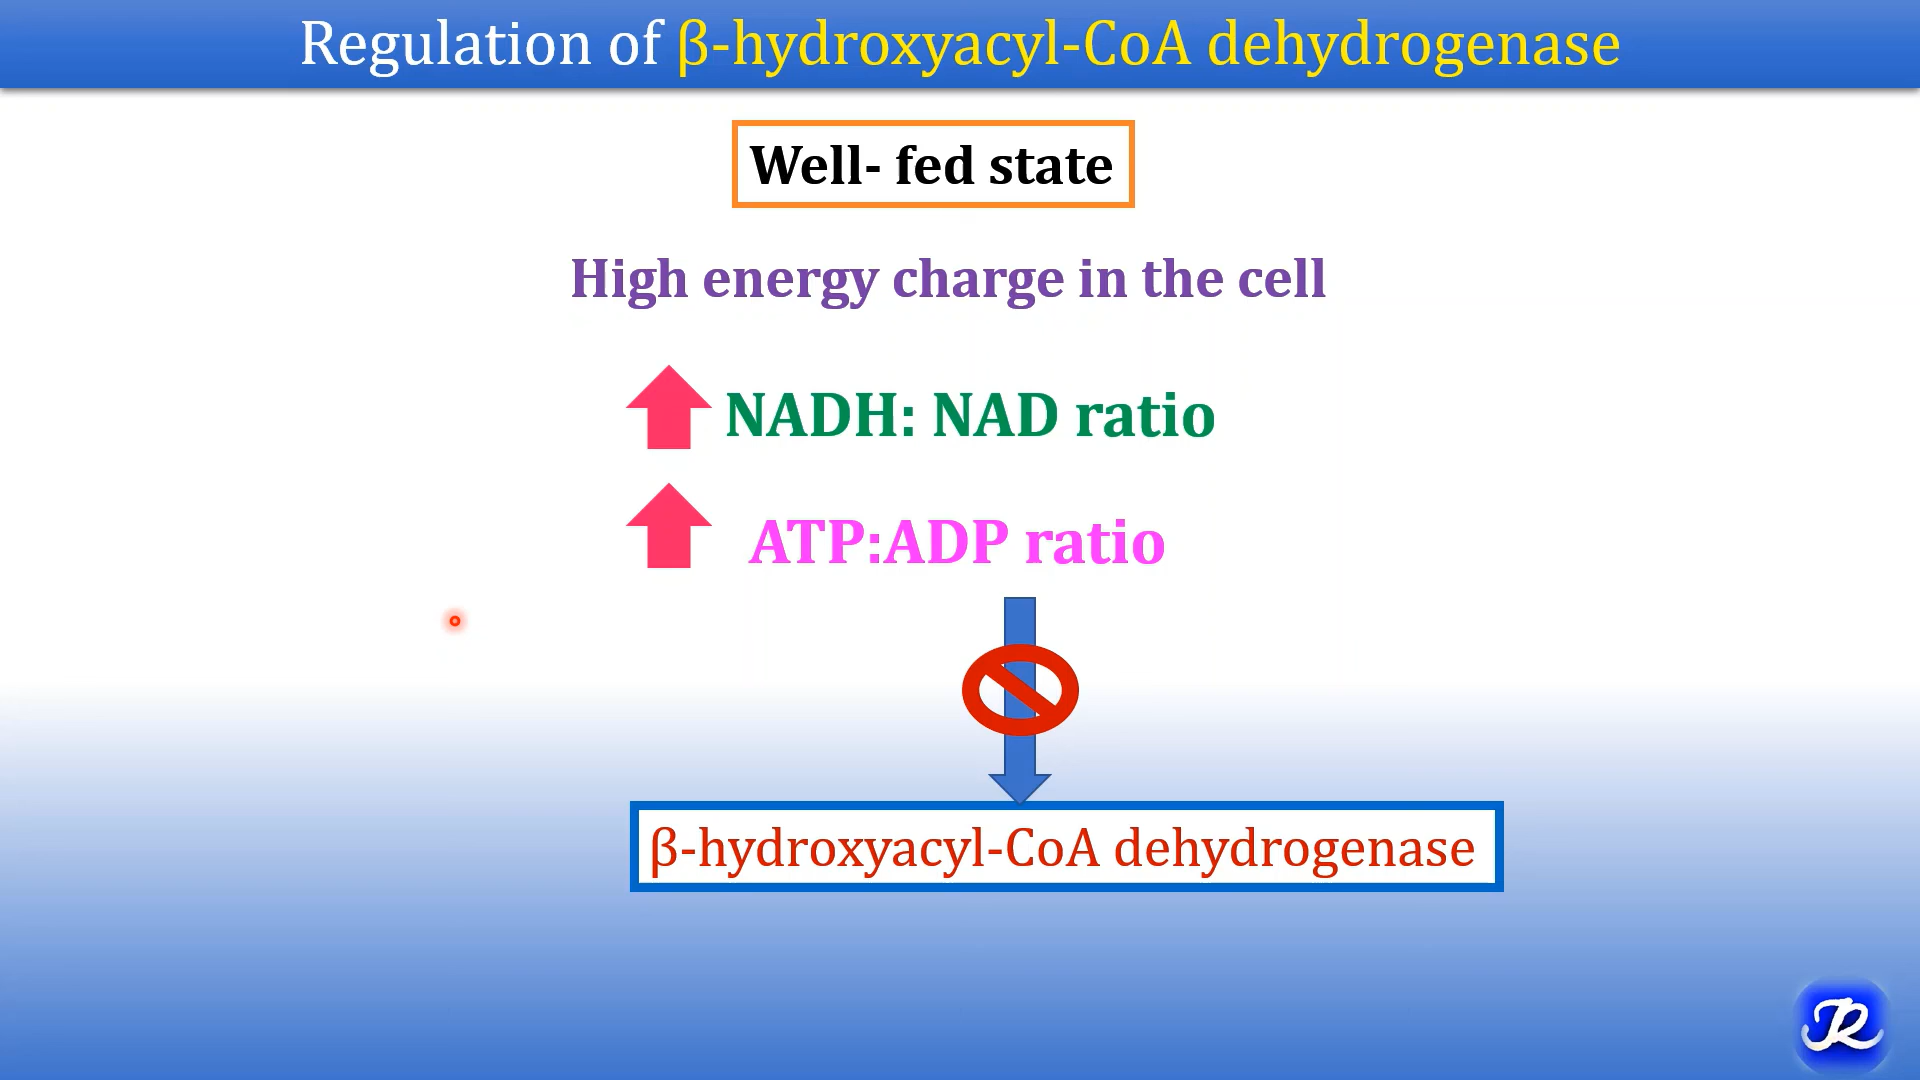 Regulation of β-hydroxyacyl-CoA dehydrogenase
Well- fed state
High energy charge in the cell
NADH: NAD ratio
ATP:ADP ratio
β-hydroxyacyl-CoA dehydrogenase
JR